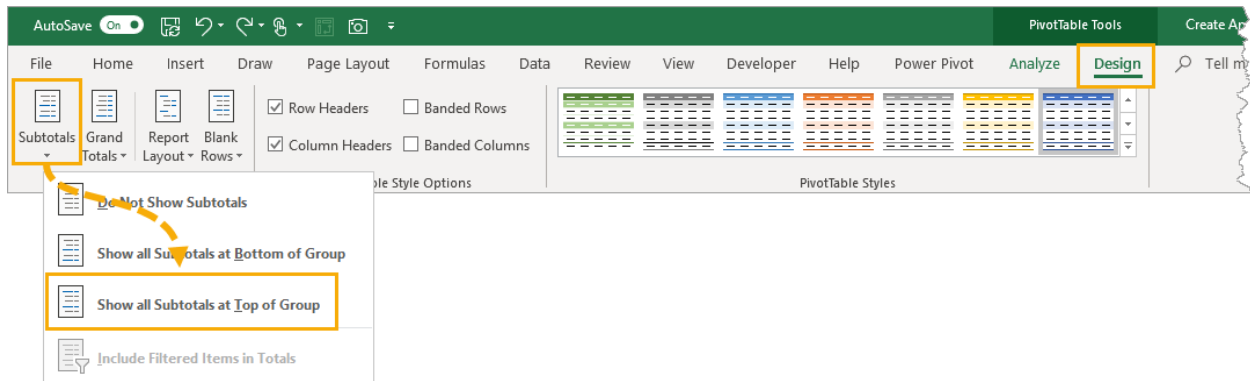 AutoSave On PivotTable Tools Create
File Home Insert Draw Page Layout Formulas Data Review View Developer Help Power Pivot Analyze Design Tell
Subtotals Grand Totals Report Layout Blank Rows
Row Headers Banded Rows
Column Headers Banded Columns
Style Options PivotTable Styles
Do Not Show Subtotals
Show all Subtotals at Bottom of Group
Show all Subtotals at Top of Group
Include Filtered Items in Totals